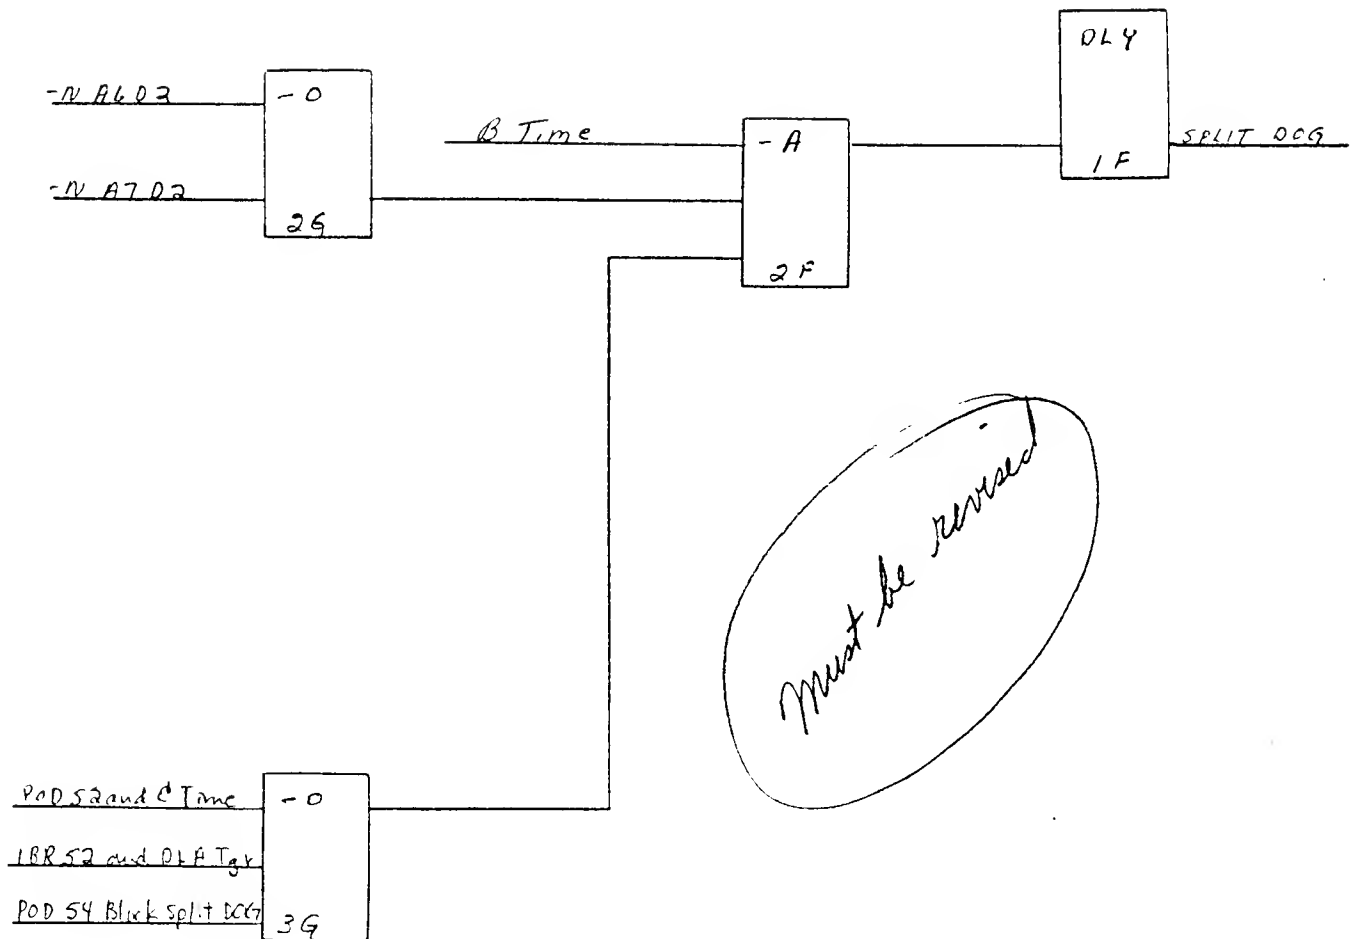 DLY
1F
SPLIT DCG
-N A6D2
-O
-N A7D2
2G
B Time
-A
2F
Must be revised
POD 52 and C Time
-O
IBR 52 and DLA Tgr
POD 54 Block Split DCG
3G